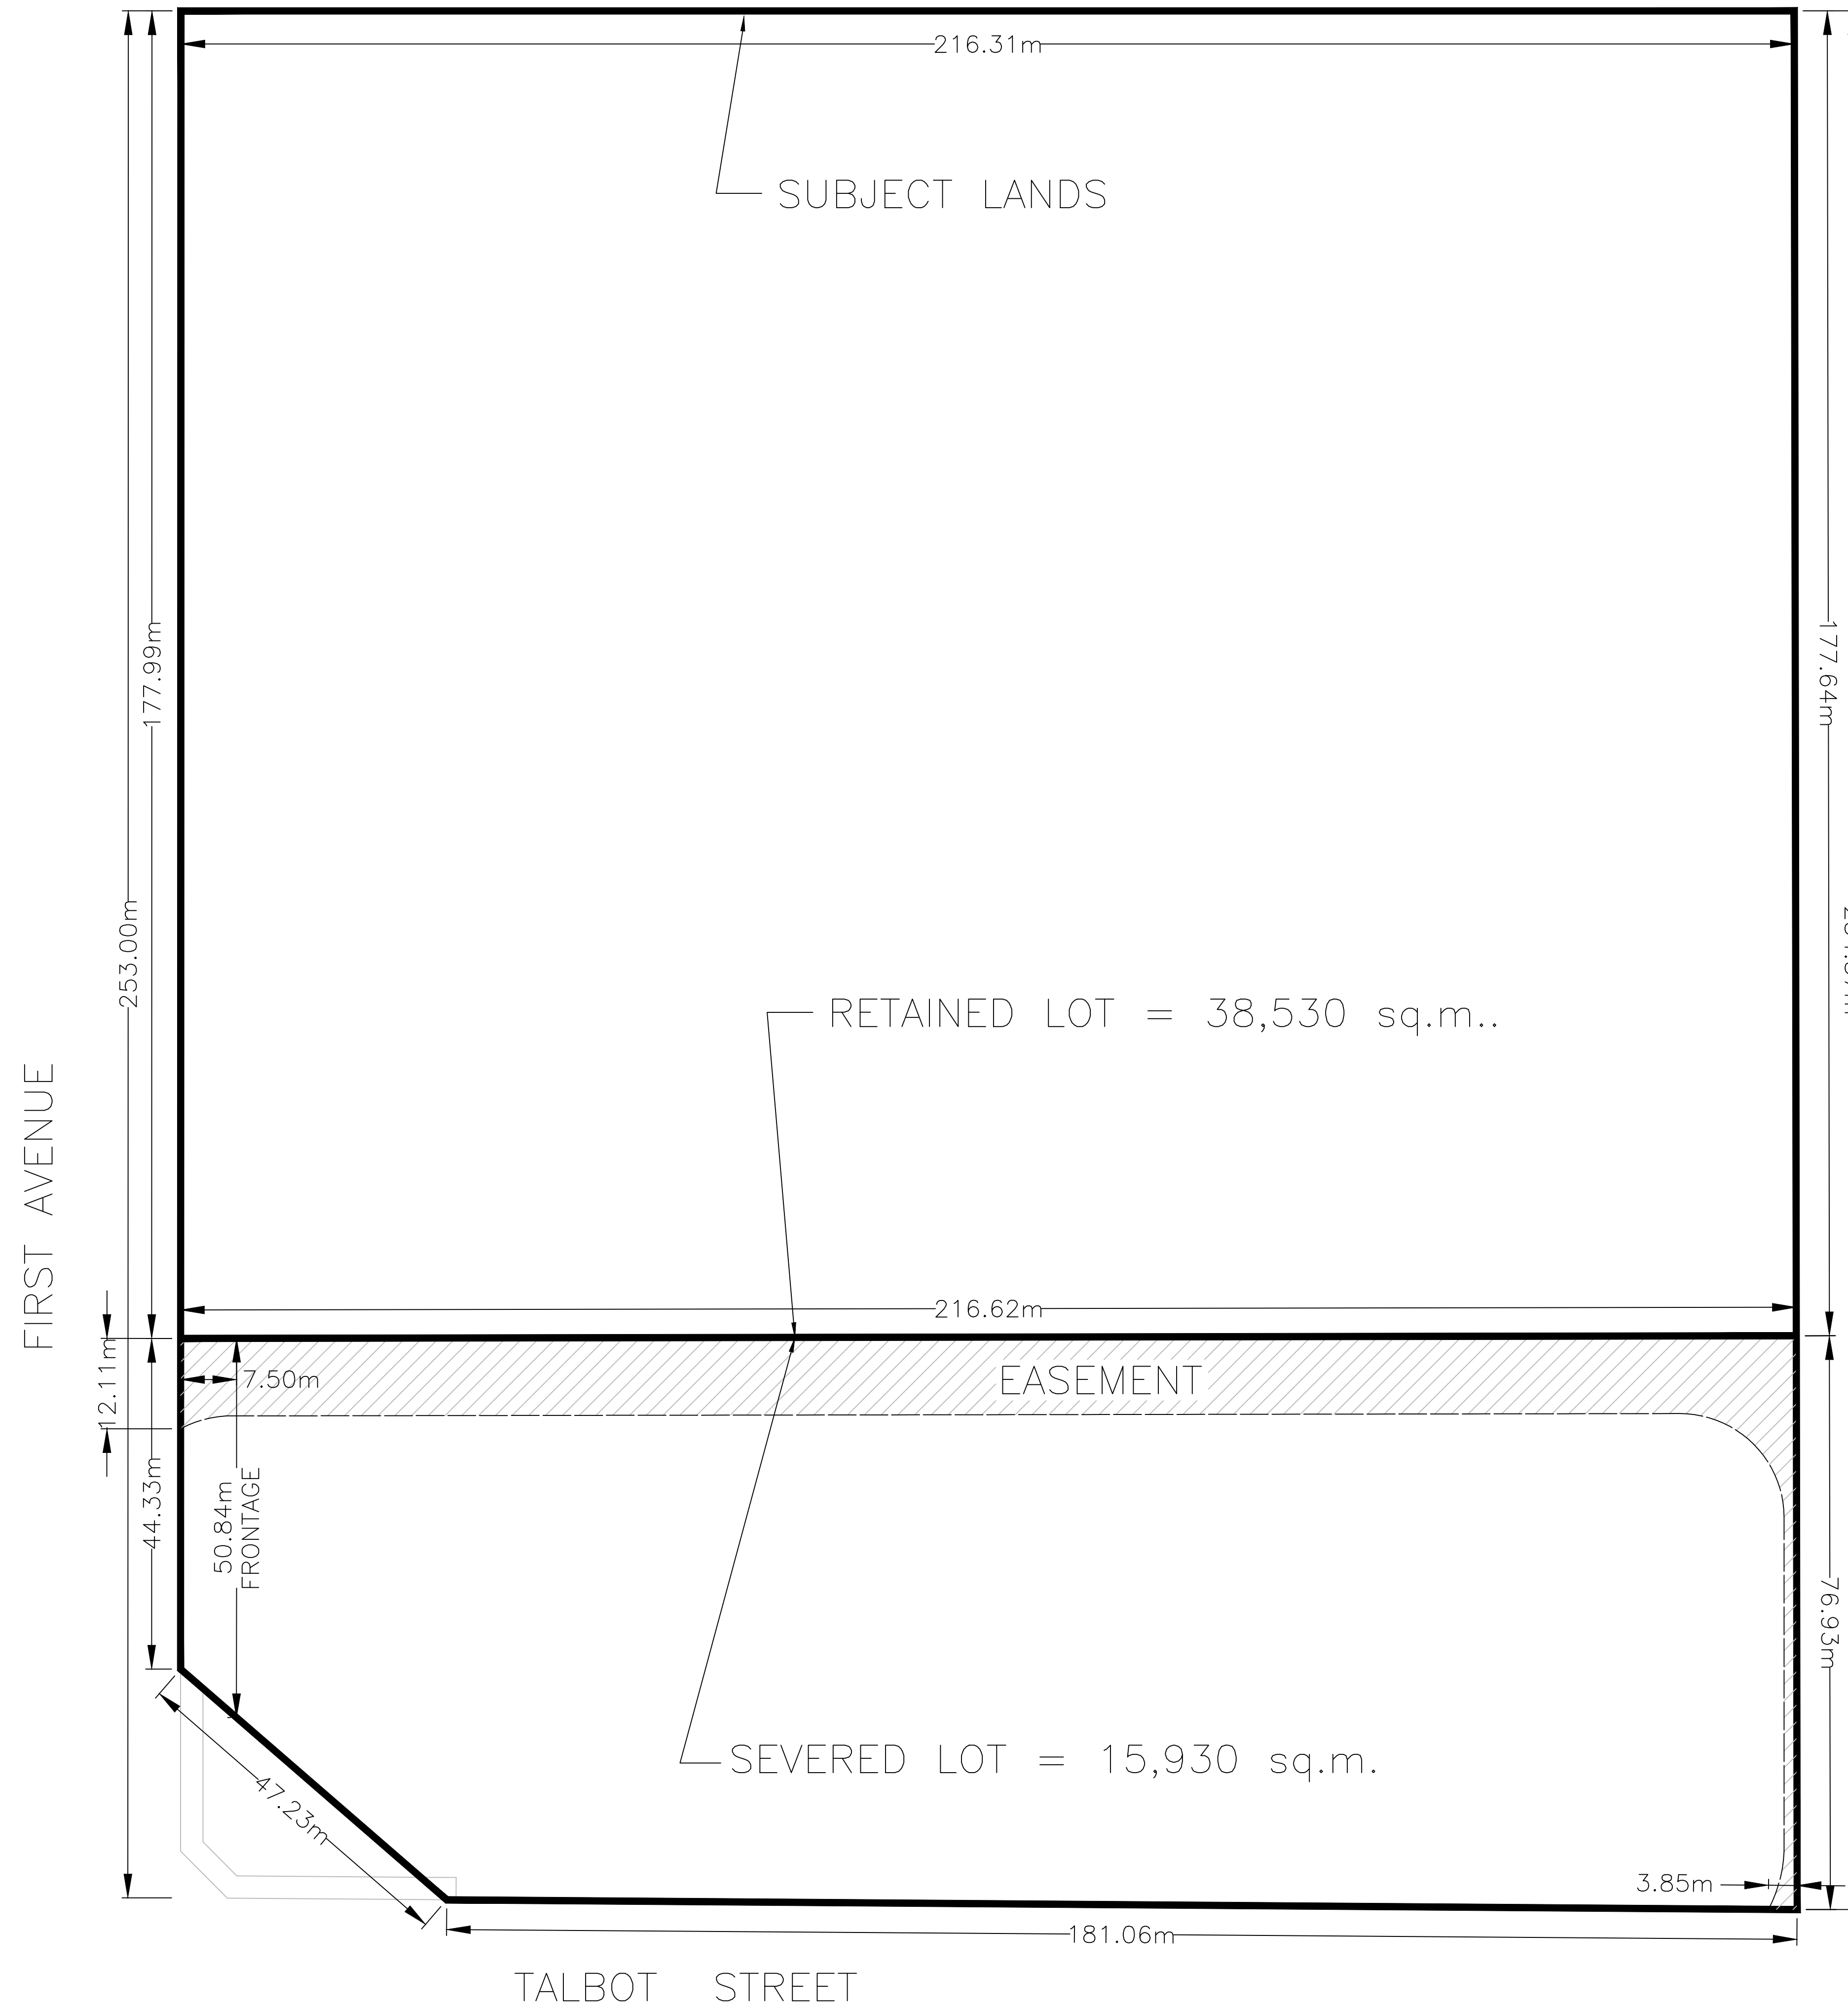 216.31m
SUBJECT LANDS
177.99m
177.64m
253.00m
RETAINED LOT = 38,530 sq.m..
FIRST AVENUE
216.62m
12.11m
7.50m
EASEMENT
44.33m
50.84m
FRONTAGE
76.93m
SEVERED LOT = 15,930 sq.m.
47.23m
3.85m
181.06m
TALBOT STREET